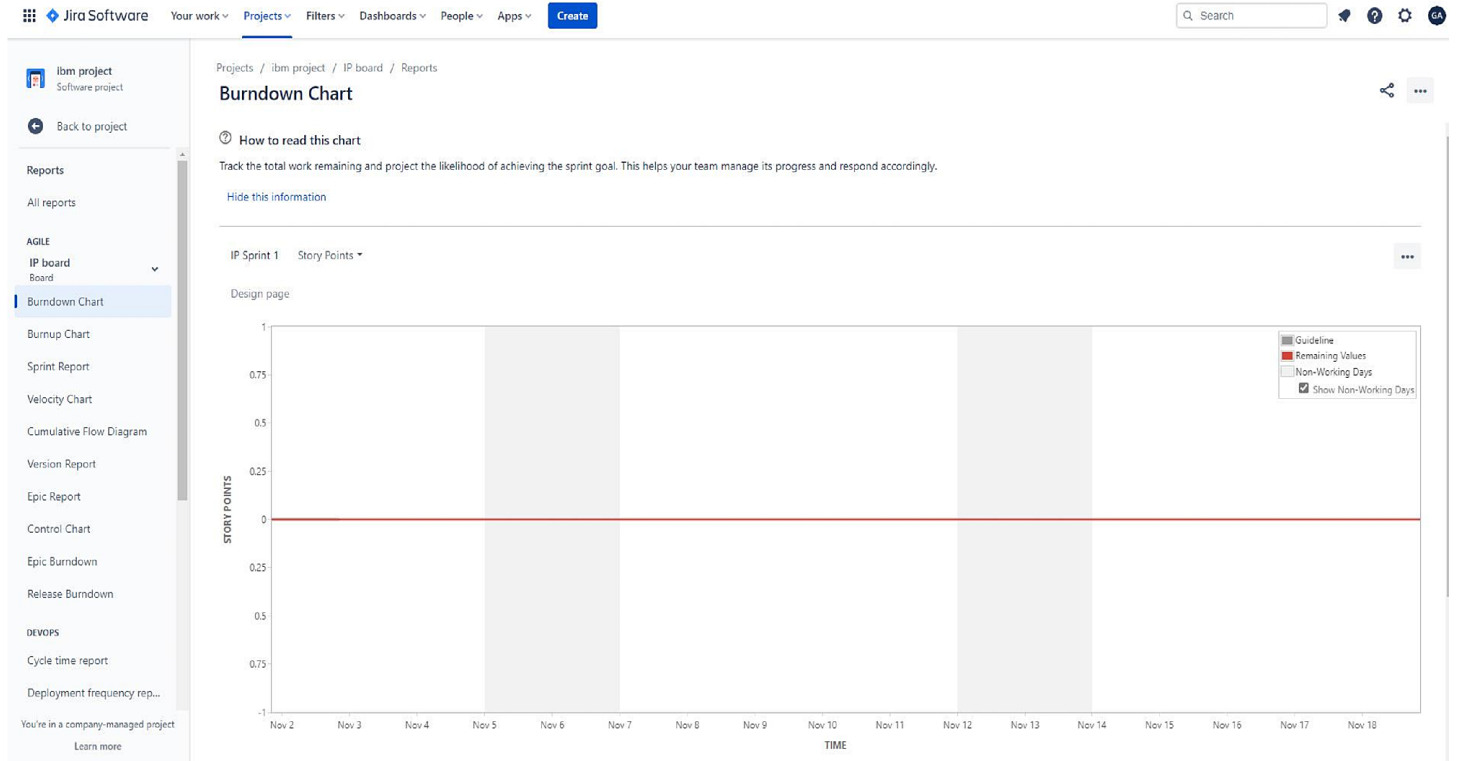 Jira Software Your work Projects Filters Dashboards People Apps Create Search GA
ibm project
Software project
Back to project
Reports
All reports
AGILE
IP board
Board
Burndown Chart
Burnup Chart
Sprint Report
Velocity Chart
Cumulative Flow Diagram
Version Report
Epic Report
Control Chart
Epic Burndown
Release Burndown
DEVOPS
Cycle time report
Deployment frequency rep...
You're in a company-managed project
Learn more
Projects / ibm project / IP board / Reports
Burndown Chart
How to read this chart
Track the total work remaining and project the likelihood of achieving the sprint goal. This helps your team manage its progress and respond accordingly.
Hide this information
IP Sprint 1 Story Points
Design page
Guideline
Remaining Values
Non-Working Days
Show Non-Working Days
STORY POINTS
1
0.75
0.5
0.25
0
0.25
0.5
0.75
-1
Nov 2 Nov 3 Nov 4 Nov 5 Nov 6 Nov 7 Nov 8 Nov 9 Nov 10 Nov 11 Nov 12 Nov 13 Nov 14 Nov 15 Nov 16 Nov 17 Nov 18
TIME